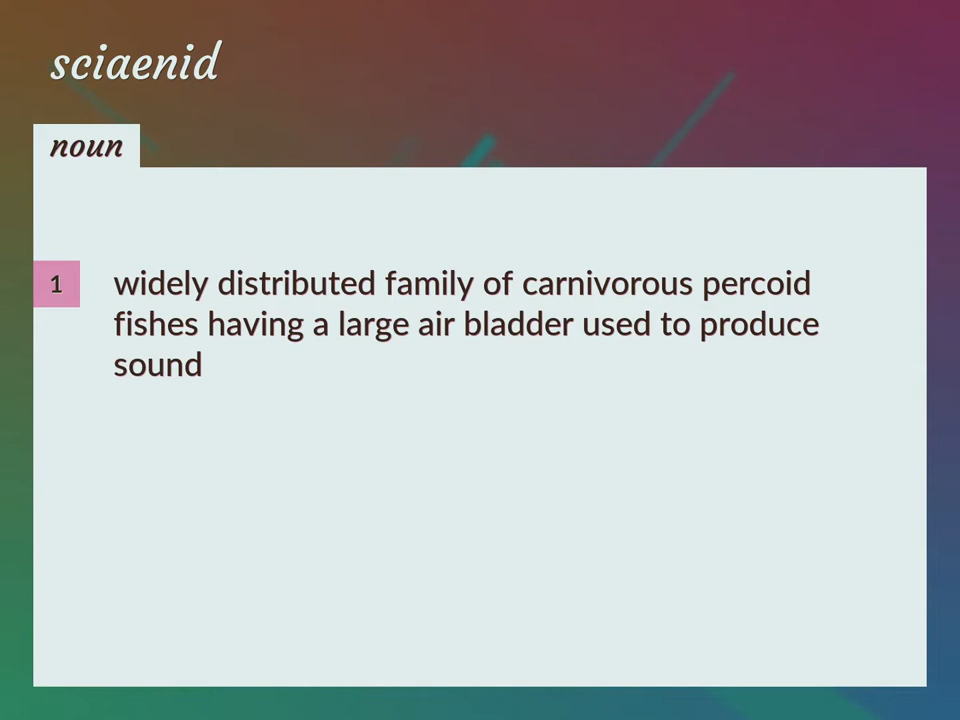 sciaenid
noun
1
widely distributed family of carnivorous percoid
fishes having a large air bladder used to produce
sound